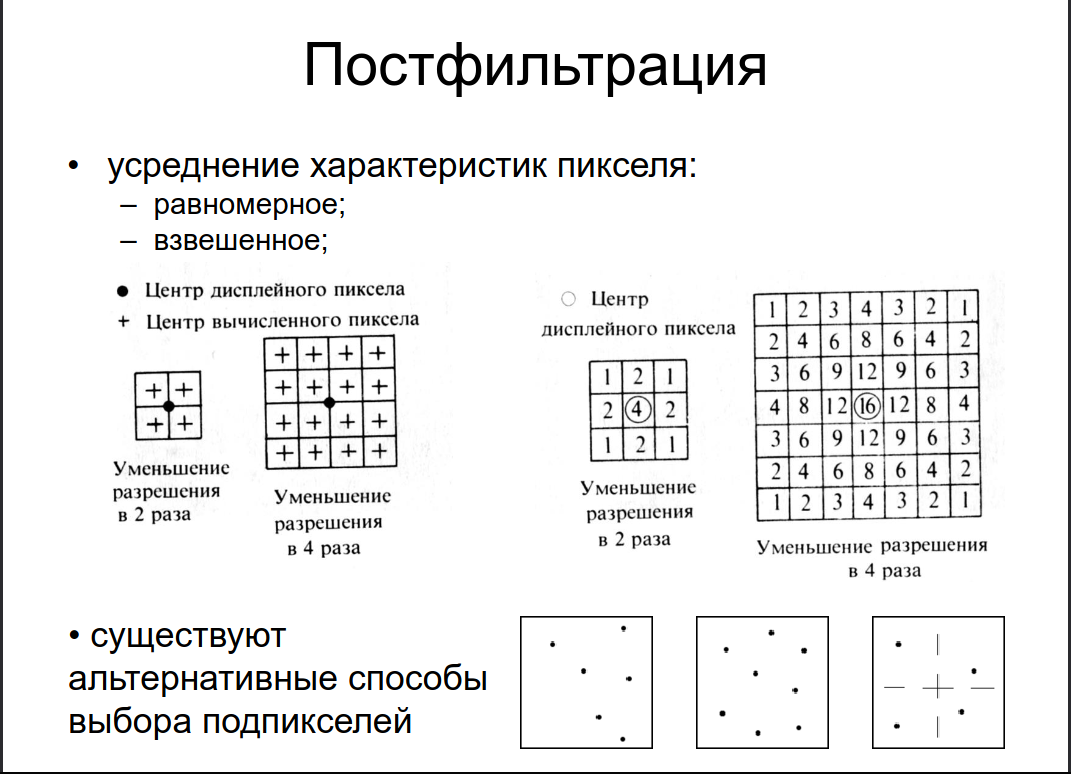 Постфильтрация
• усреднение характеристик пикселя:
– равномерное;
– взвешенное;
● Центр дисплейного пиксела
+ Центр вычисленного пиксела
+ +
+ +
Уменьшение
разрешения
в 2 раза
+ + + +
+ + + +
+ + + +
+ + + +
Уменьшение
разрешения
в 4 раза
○ Центр
дисплейного пиксела
1 2 1
2 4 2
1 2 1
Уменьшение
разрешения
в 2 раза
1 2 3 4 3 2 1
2 4 6 8 6 4 2
3 6 9 12 9 6 3
4 8 12 16 12 8 4
3 6 9 12 9 6 3
2 4 6 8 6 4 2
1 2 3 4 3 2 1
Уменьшение разрешения
в 4 раза
• существуют
альтернативные способы
выбора подпикселей